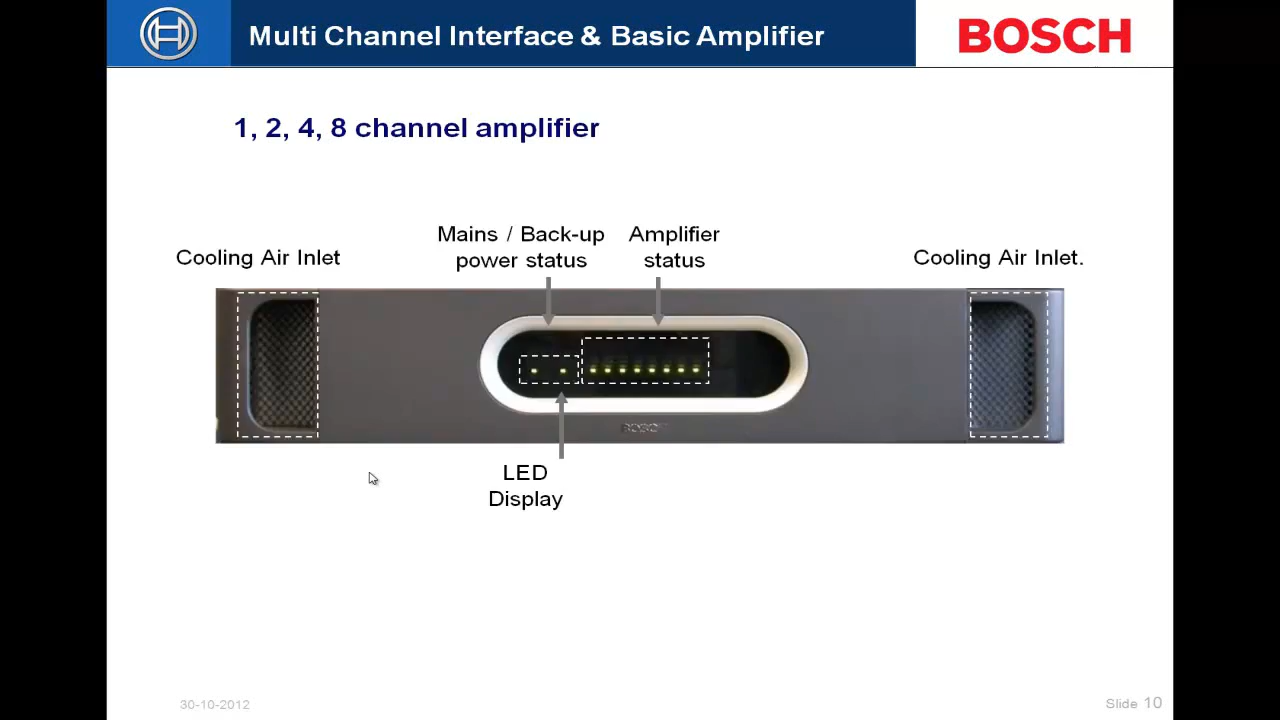 Multi Channel Interface & Basic Amplifier
BOSCH
1, 2, 4, 8 channel amplifier
Mains / Back-up
power status
Amplifier
status
Cooling Air Inlet
Cooling Air Inlet.
BOSCH
LED
Display
30-10-2012
Slide 10